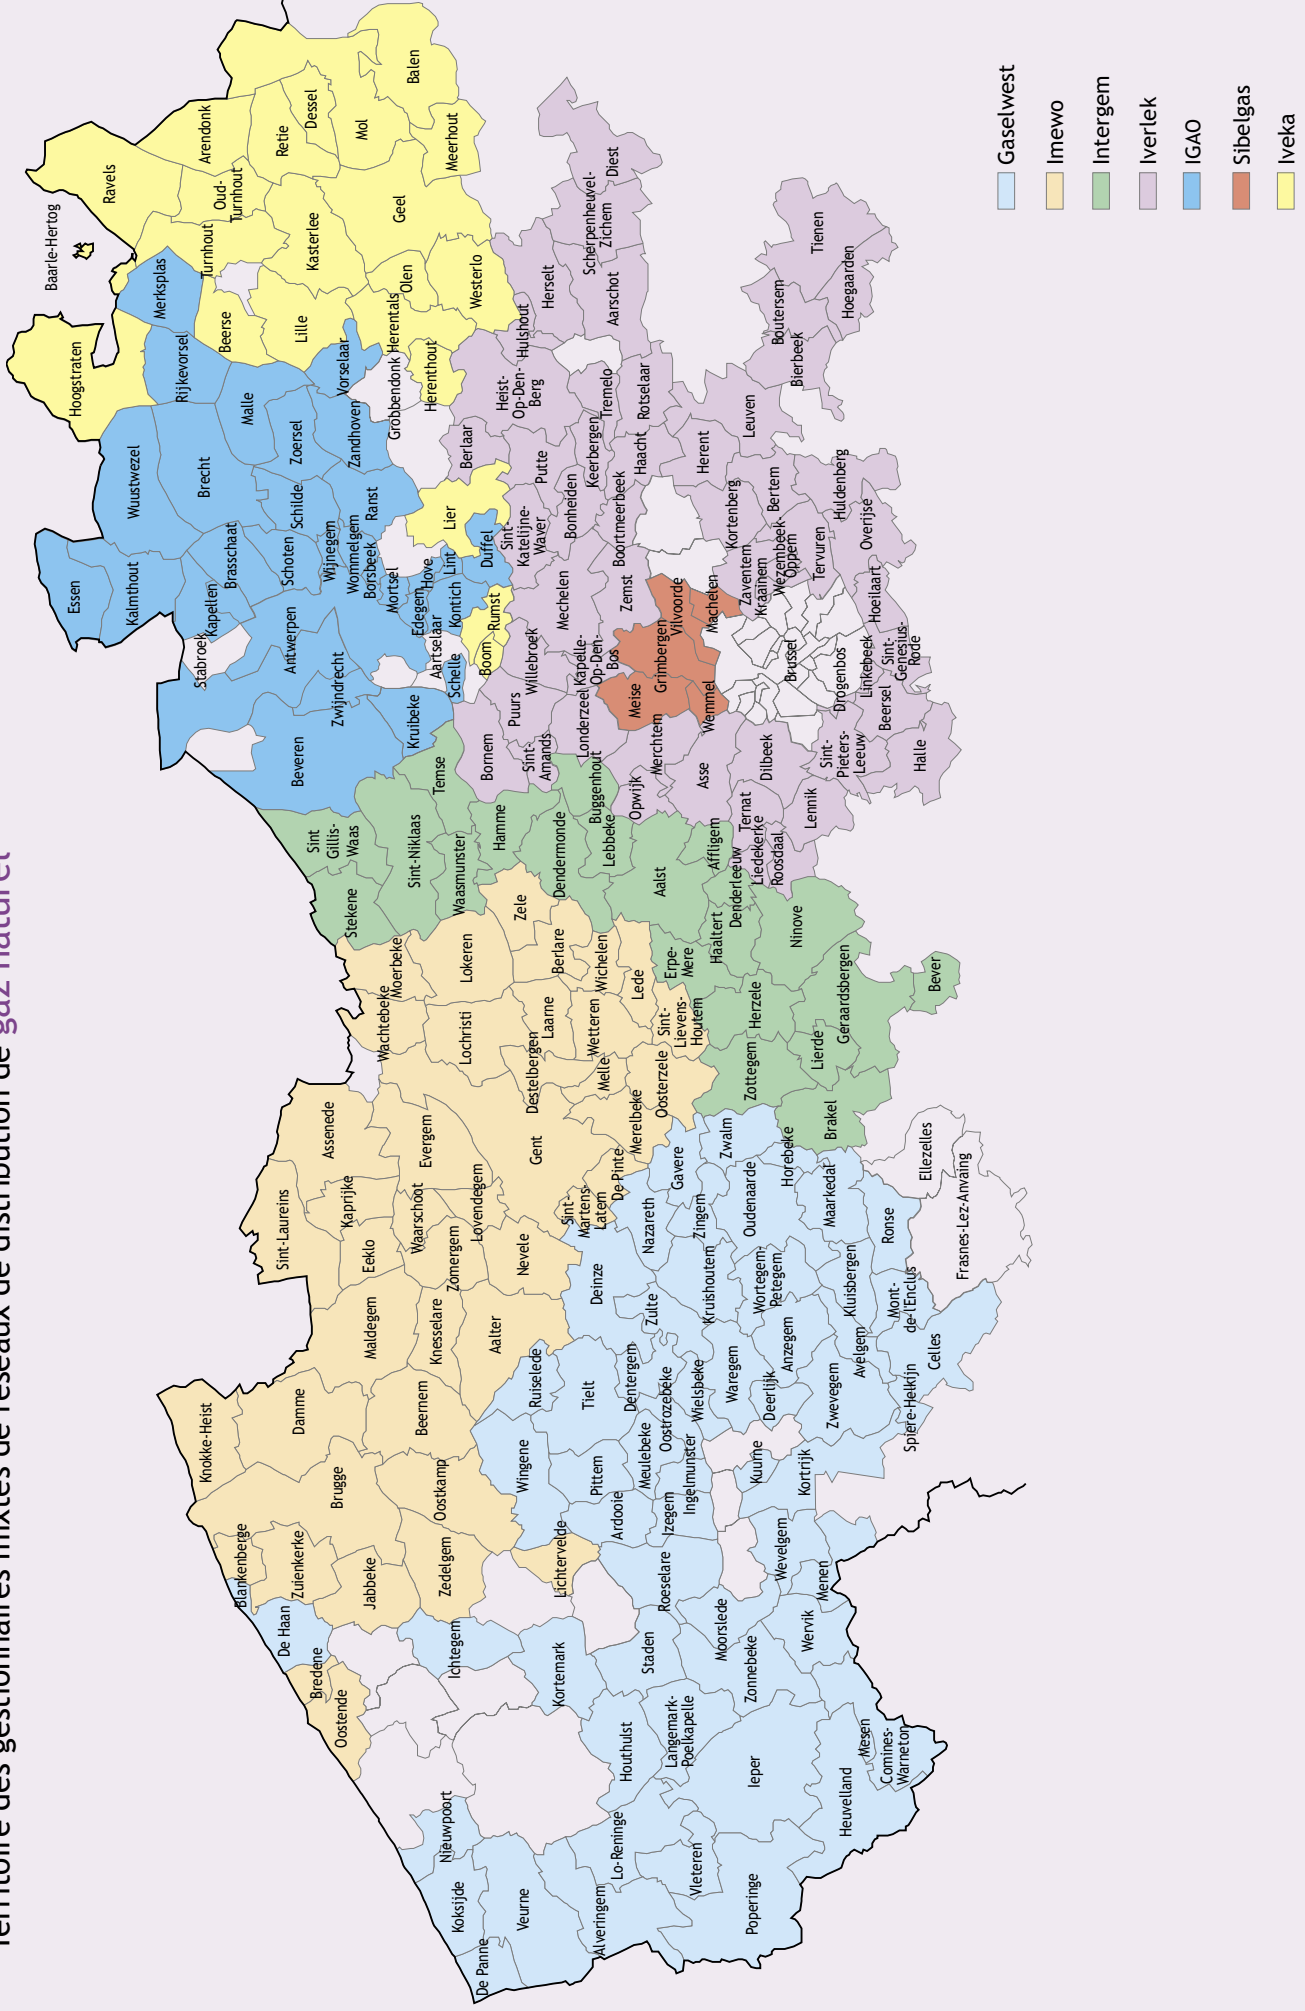 Territoire des gestionnaires mixtes de réseaux de distribution de gaz naturel
Baarle-Hertog
Hoogstraten
Ravels
Merksplas
Turnhout
Oud-
Turnhout
Arendonk
Retie
Dessel
Mol
Balen
Meerhout
Geel
Kasterlee
Beerse
Lille
Olen
Herentals
Westerlo
Herenthout
Grobbendonk
Vorselaar
Rijkevorsel
Malle
Zoersel
Zandhoven
Wuustwezel
Brecht
Schilde
Ranst
Essen
Kalmthout
Kapellen
Brasschaat
Schoten
Wijnegem
Wommelgem
Borsbeek
Mortsel
Stabroek
Antwerpen
Zwijndrecht
Edegem
Hove
Lint
Kontich
Aartselaar
Schelle
Duffel
Lier
Boom
Rumst
Beveren
Kruibeke
Knokke-Heist
Damme
Brugge
Blankenberge
Zuienkerke
Jabbeke
Zedelgem
Oostkamp
Beernem
De Haan
Bredene
Oostende
Ichtegem
Lichtervelde
Nieuwpoort
Koksijde
De Panne
Veurne
Alveringem
Lo-Reninge
Vleteren
Poperinge
Kortemark
Houthulst
Staden
Langemark-
Poelkapelle
Ieper
Heuvelland
Mesen
Comines-
Warneton
Zonnebeke
Moorslede
Roeselare
Wervik
Menen
Wevelgem
Izegem
Ingelmunster
Ardooie
Pittem
Meulebeke
Wingene
Ruiselede
Tielt
Dentergem
Oostrozebeke
Wielsbeke
Waregem
Deerlijk
Kuurne
Kortrijk
Zwevegem
Anzegem
Avelgem
Spiere-Helkijn
Celles
Mont-
de-l'Enclus
Kluisbergen
Ronse
Frasnes-Lez-Anvaing
Ellezelles
Maarkedal
Horebeke
Oudenaarde
Wortegem-
Petegem
Kruishoutem
Zingem
Zulte
Deinze
Nazareth
Gavere
Zwalm
Sint-Laureins
Assenede
Kaprijke
Eeklo
Maldegem
Knesselare
Aalter
Zomergem
Waarschoot
Evergem
Lovendegem
Nevele
Gent
Sint-
Martens-
Latem
De Pinte
Merelbeke
Melle
Destelbergen
Oosterzele
Wachtebeke
Moerbeke
Lochristi
Lokeren
Laarne
Wetteren
Berlare
Wichelen
Zele
Lede
Sint-
Lievens-
Houtem
Sint
Gillis-
Waas
Stekene
Sint-Niklaas
Waasmunster
Temse
Hamme
Dendermonde
Buggenhout
Lebbeke
Aalst
Affligem
Denderleeuw
Haaltert
Erpe-
Mere
Herzele
Zottegem
Lierde
Brakel
Geraardsbergen
Ninove
Bever
Bornem
Puurs
Sint-
Amands
Willebroek
Londerzeel
Kapelle-
Op-Den-
Bos
Mechelen
Sint-
Katelijne-
Waver
Putte
Bonheiden
Berlaar
Heist-
Op-Den-
Berg
Hulshout
Herselt
Scherpenheuvel-
Zichem
Diest
Aarschot
Tremelo
Keerbergen
Rotselaar
Haacht
Boortmeerbeek
Zemst
Herent
Leuven
Kortenberg
Bertem
Huldenberg
Overijse
Tervuren
Wezembeek-
Oppem
Kraainem
Zaventem
Hoeilaart
Bierbeek
Boutersem
Tienen
Hoegaarden
Opwijk
Merchtem
Asse
Ternat
Liedekerke
Roosdaal
Lennik
Dilbeek
Sint-
Pieters-
Leeuw
Halle
Beersel
Linkebeek
Drogenbos
Sint-
Genesius-
Rode
Brussel
Meise
Grimbergen
Vilvoorde
Machelen
Wemmel
Gaselwest
Imewo
Intergem
Iverlek
IGAO
Sibelgas
Iveka